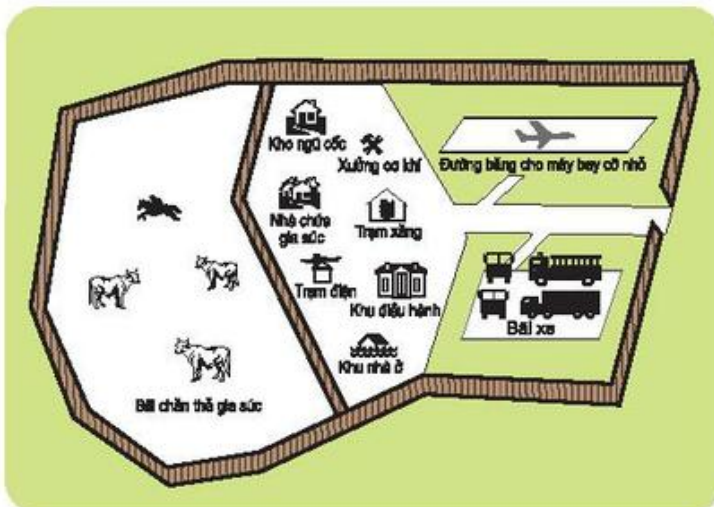 Kho ngũ cốc
Xưởng cơ khí
Đường băng cho máy bay cỡ nhỏ
Nhà chứa
gia súc
Trạm xăng
Trạm điện
Khu điều hành
Bãi xe
Khu nhà ở
Bãi chăn thả gia súc